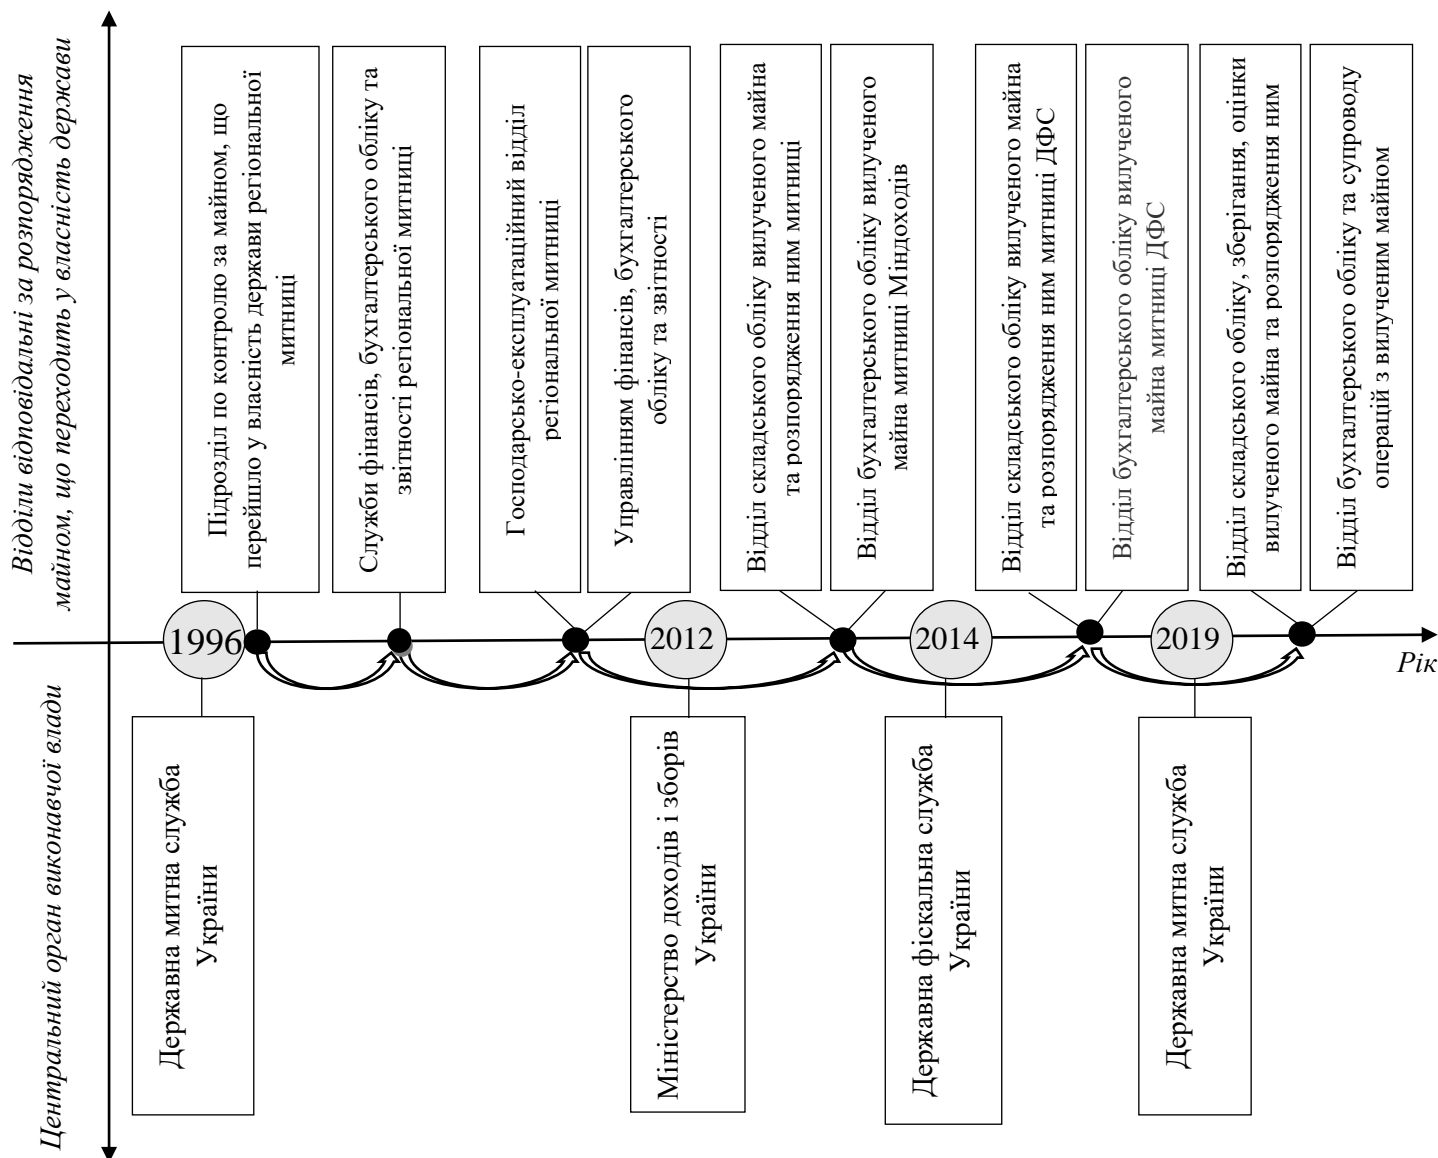 Відділи відповідальні за розпорядження
майном, що переходить у власність держави
Підрозділ по контролю за майном, що
перейшло у власність держави регіональної
митниці
Служби фінансів, бухгалтерського обліку та
звітності регіональної митниці
Господарсько-експлуатаційний відділ
регіональної митниці
Управлінням фінансів, бухгалтерського
обліку та звітності
Відділ складського обліку вилученого майна
та розпорядження ним митниці
Відділ бухгалтерського обліку вилученого
майна митниці Міндоходів
Відділ складського обліку вилученого майна
та розпорядження ним митниці ДФС
Відділ бухгалтерського обліку вилученого
майна митниці ДФС
Відділ складського обліку, зберігання, оцінки
вилученого майна та розпорядження ним
Відділ бухгалтерського обліку та супроводу
операцій з вилученим майном
1996
2012
2014
2019
Рік
Центральний орган виконавчої влади
Державна митна служба
України
Міністерство доходів і зборів
України
Державна фіскальна служба
України
Державна митна служба
України